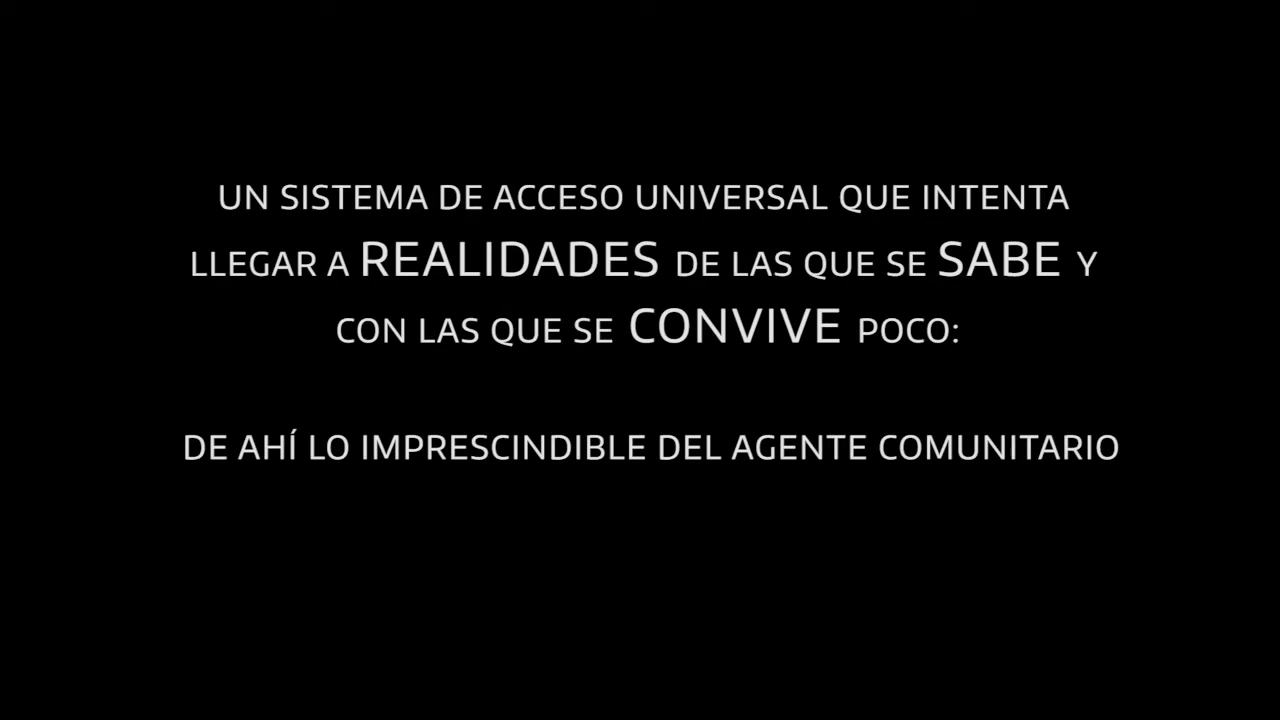 UN SISTEMA DE ACCESO UNIVERSAL QUE INTENTA
LLEGAR A REALIDADES DE LAS QUE SE SABE Y
CON LAS QUE SE CONVIVE POCO:
DE AHÍ LO IMPRESCINDIBLE DEL AGENTE COMUNITARIO